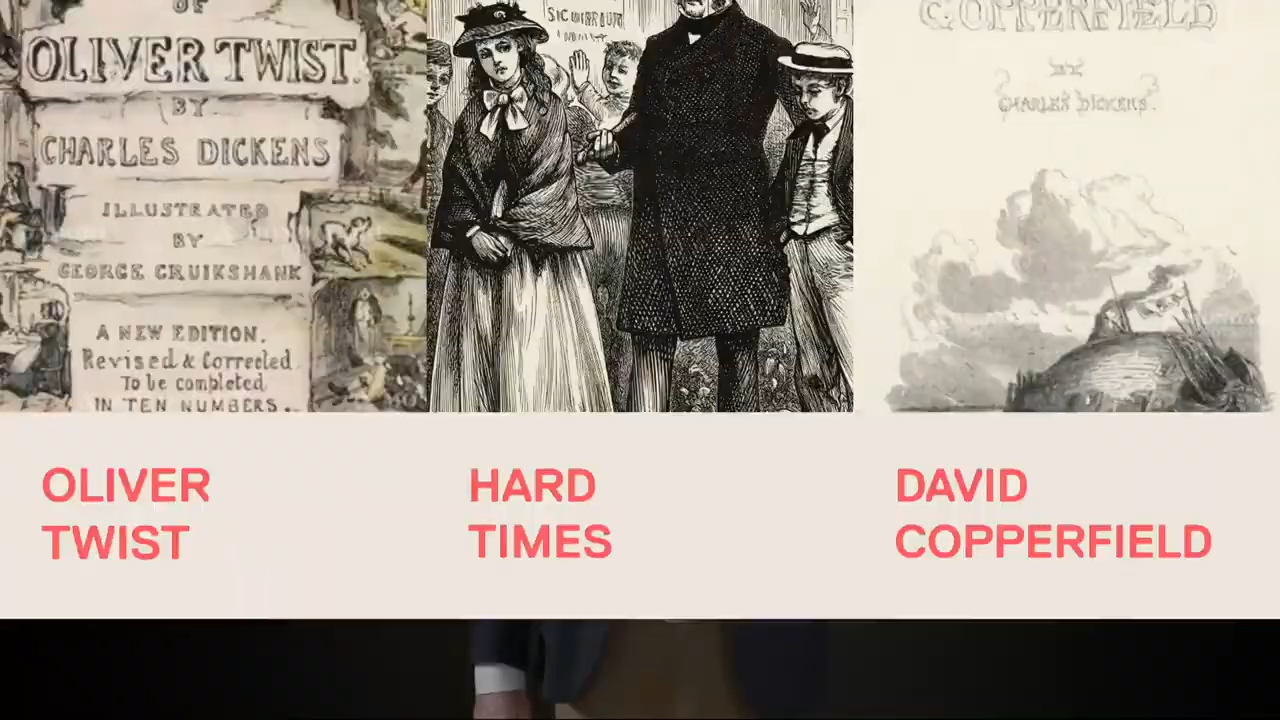 OF
OLIVER TWIST.
BY
CHARLES DICKENS
ILLUSTRATED
BY
GEORGE CRUIKSHANK
A NEW EDITION,
Revised & Corrected
To be completed
IN TEN NUMBERS.
COPPERFIELD
BY
CHARLES DICKENS.
OLIVER
TWIST
HARD
TIMES
DAVID
COPPERFIELD